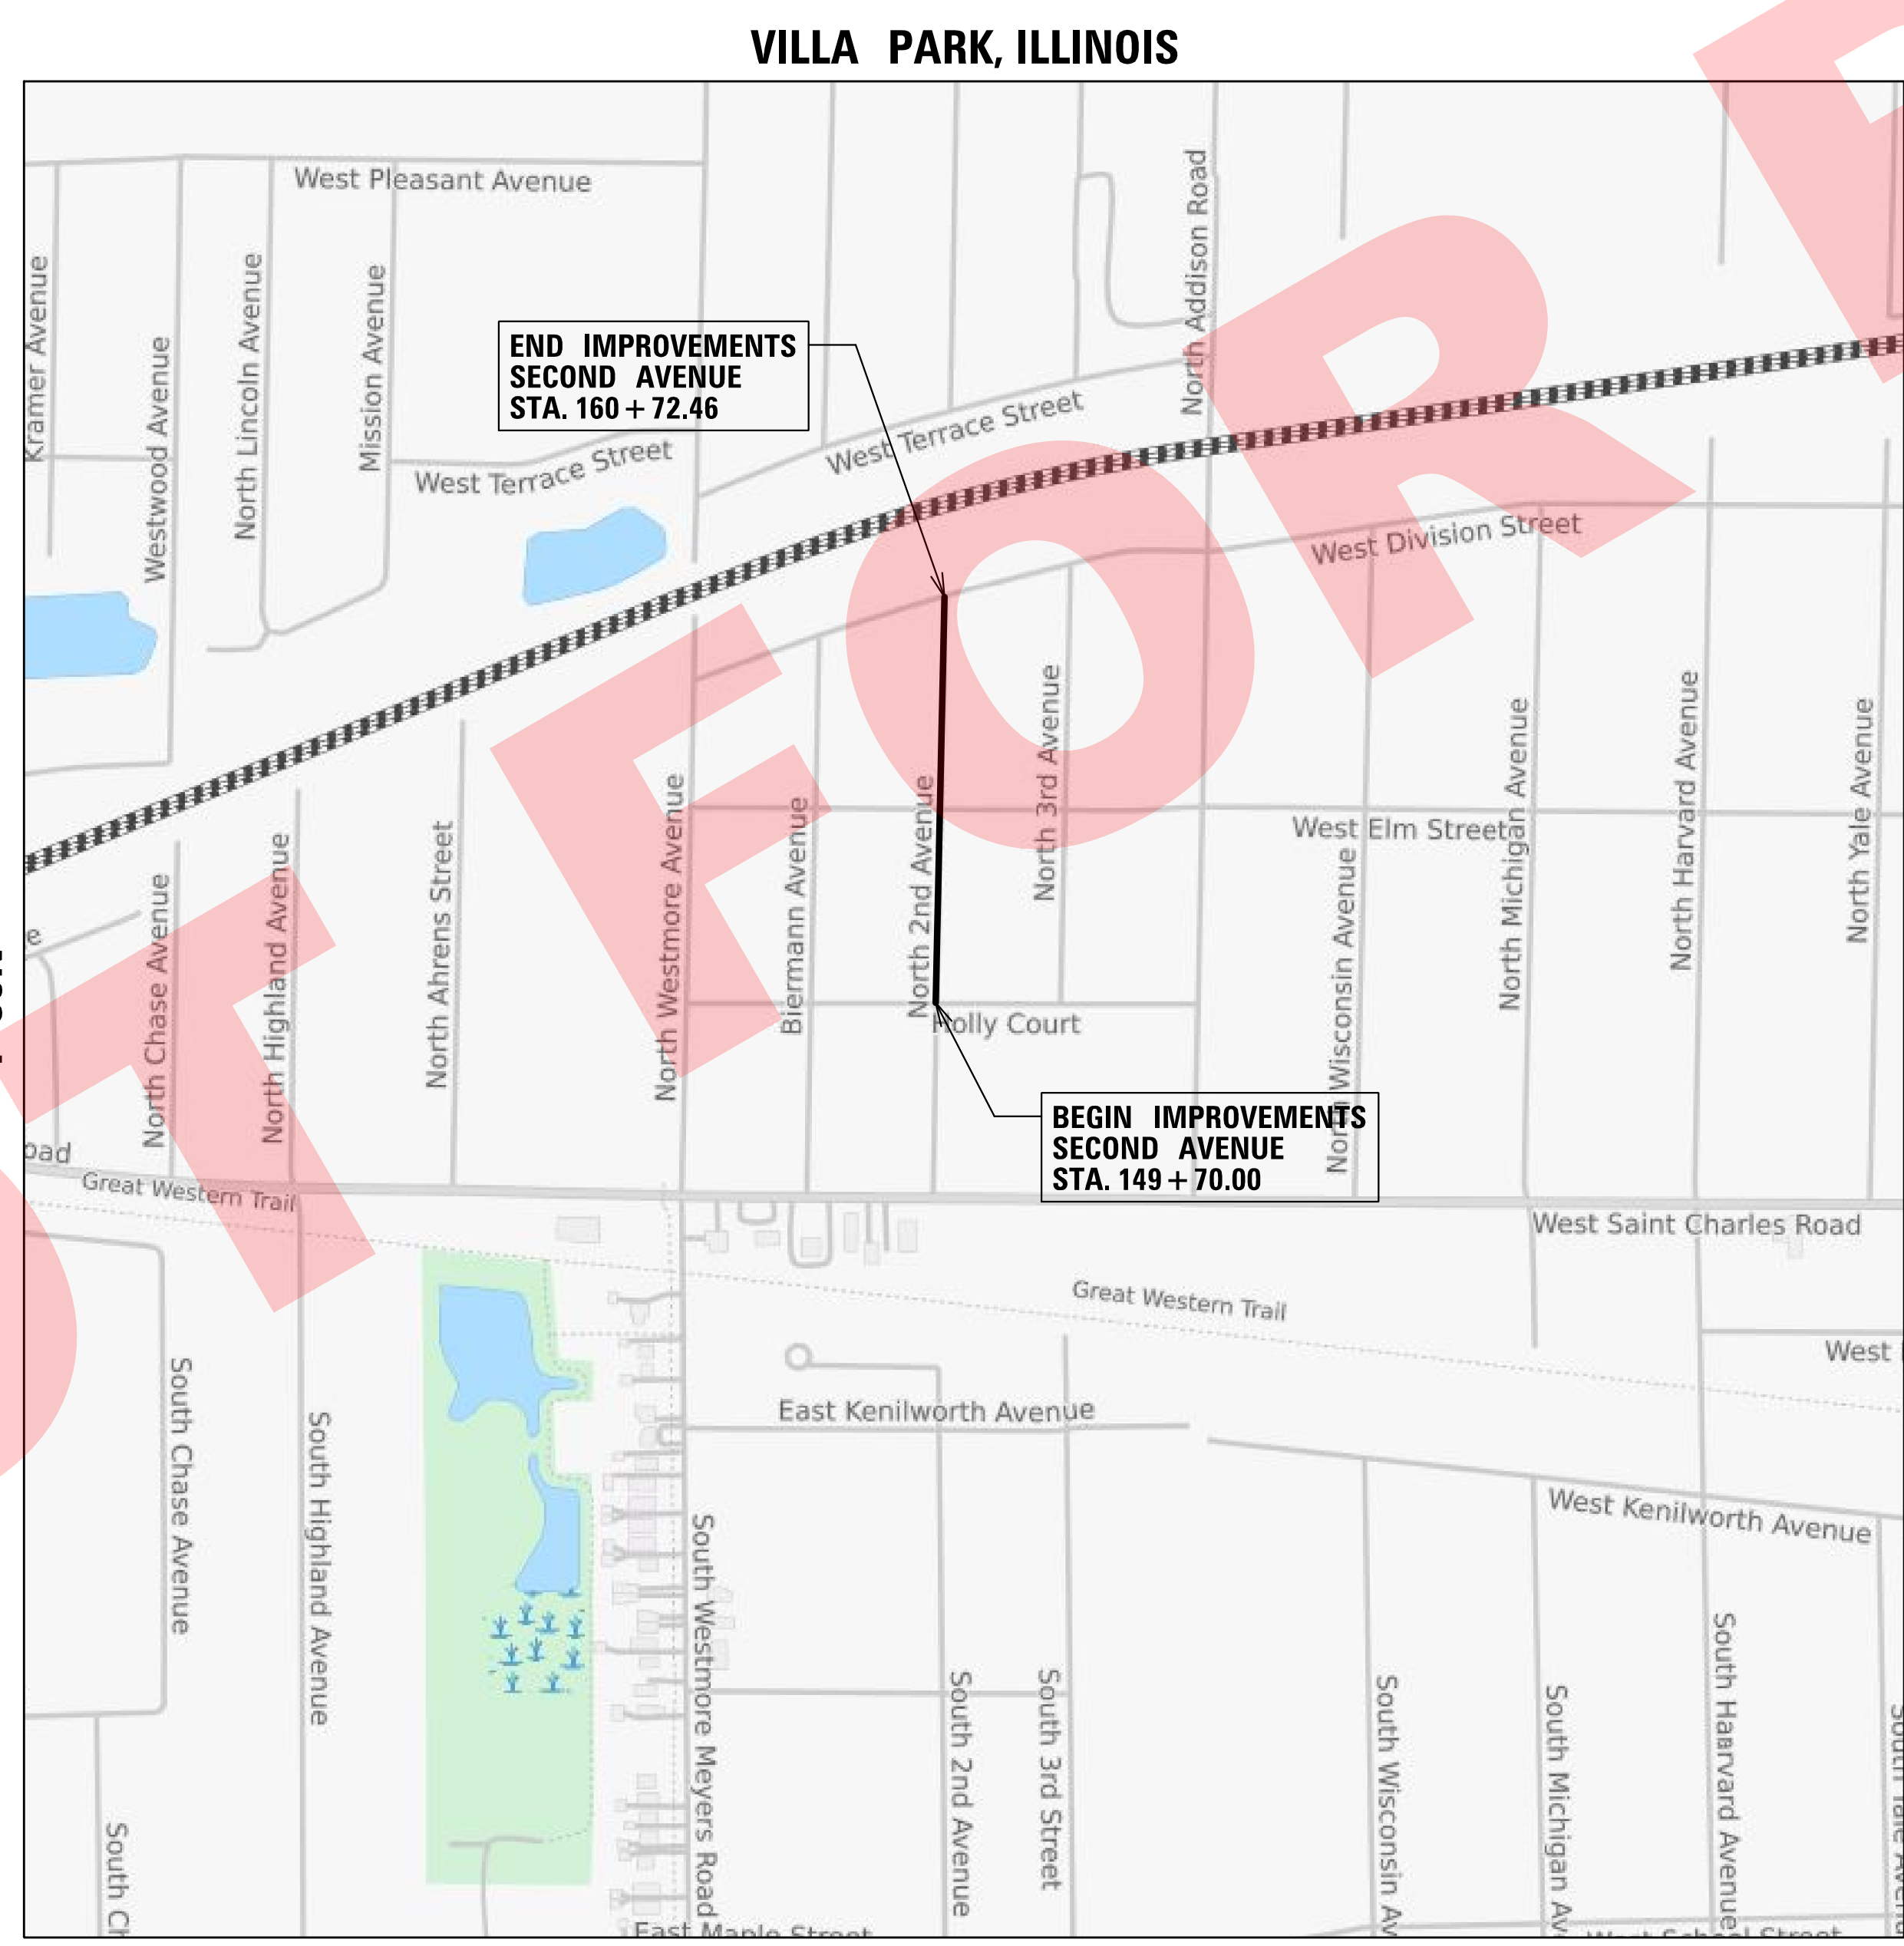 VILLA PARK, ILLINOIS
West Pleasant Avenue
Kramer Avenue
Westwood Avenue
North Lincoln Avenue
Mission Avenue
North Addison Road
END IMPROVEMENTS
SECOND AVENUE
STA. 160+72.46
West Terrace Street
West Terrace Street
West Division Street
FOR
North Chase Avenue
North Highland Avenue
North Ahrens Street
North Westmore Avenue
Biermann Avenue
North 2nd Avenue
North 3rd Avenue
West Elm Street
North Wisconsin Avenue
North Michigan Avenue
North Harvard Avenue
North Yale Avenue
Holly Court
BEGIN IMPROVEMENTS
SECOND AVENUE
STA. 149+70.00
oad
Great Western Trail
West Saint Charles Road
Great Western Trail
West
East Kenilworth Avenue
West Kenilworth Avenue
South Chase Avenue
South Highland Avenue
South Westmore Meyers Road
South 2nd Avenue
South 3rd Street
South Wisconsin Av
South Michigan Av
South Harvard Avenue
South Ch
East Maple Street
West School Street